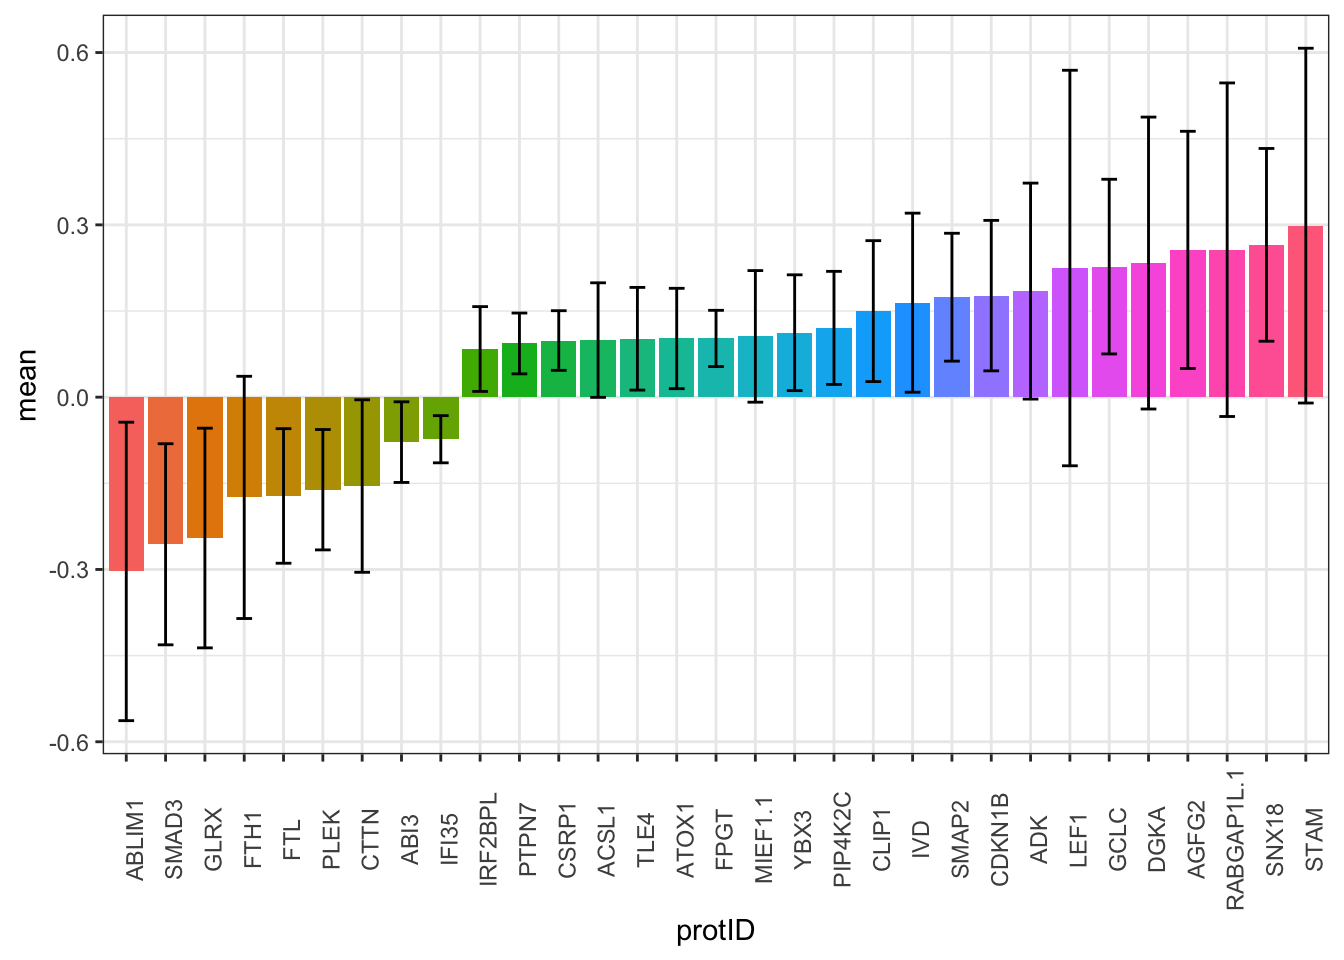 mean
0.6
0.3
0.0
-0.3
-0.6
ABLIM1
SMAD3
GLRX
FTH1
FTL
PLEK
CTTN
ABI3
IFI35
IRF2BPL
PTPN7
CSRP1
ACSL1
TLE4
ATOX1
FPGT
MIEF1.1
YBX3
PIP4K2C
CLIP1
IVD
SMAP2
CDKN1B
ADK
LEF1
GCLC
DGKA
AGFG2
RABGAP1L.1
SNX18
STAM
protID